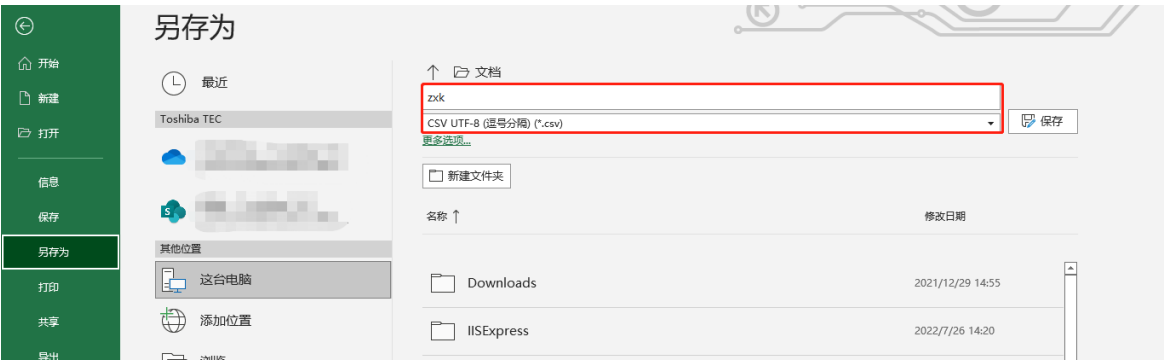 另存为
开始
新建
打开
信息
保存
另存为
打印
共享
导出
最近
Toshiba TEC
其他位置
这台电脑
添加位置
浏览
文档
zxk
CSV UTF-8 (逗号分隔) (*.csv)
保存
更多选项...
新建文件夹
名称↑ 修改日期
Downloads 2021/12/29 14:55
IISExpress 2022/7/26 14:20